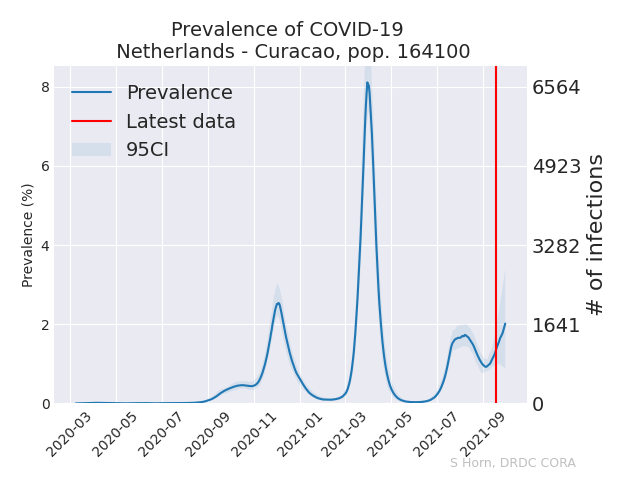 Prevalence of COVID-19
Netherlands - Curacao, pop. 164100
Prevalence
Latest data
95CI
Prevalence (%)
8
6
4
2
0
6564
4923
3282
1641
0
# of infections
2020-03
2020-05
2020-07
2020-09
2020-11
2021-01
2021-03
2021-05
2021-07
2021-09
S Horn, DRDC CORA